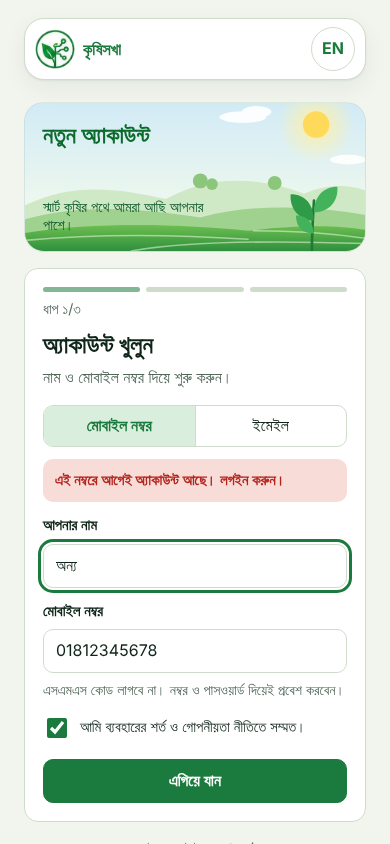 কৃষিসখা
EN
নতুন অ্যাকাউন্ট
স্মার্ট কৃষির পথে আমরা আছি আপনার
পাশে।
ধাপ ১/৩
অ্যাকাউন্ট খুলুন
নাম ও মোবাইল নম্বর দিয়ে শুরু করুন।
মোবাইল নম্বর
ইমেইল
এই নম্বরে আগেই অ্যাকাউন্ট আছে। লগইন করুন।
আপনার নাম
অন্য
মোবাইল নম্বর
01812345678
এসএমএস কোড লাগবে না। নম্বর ও পাসওয়ার্ড দিয়েই প্রবেশ করবেন।
আমি ব্যবহারের শর্ত ও গোপনীয়তা নীতিতে সম্মত।
এগিয়ে যান